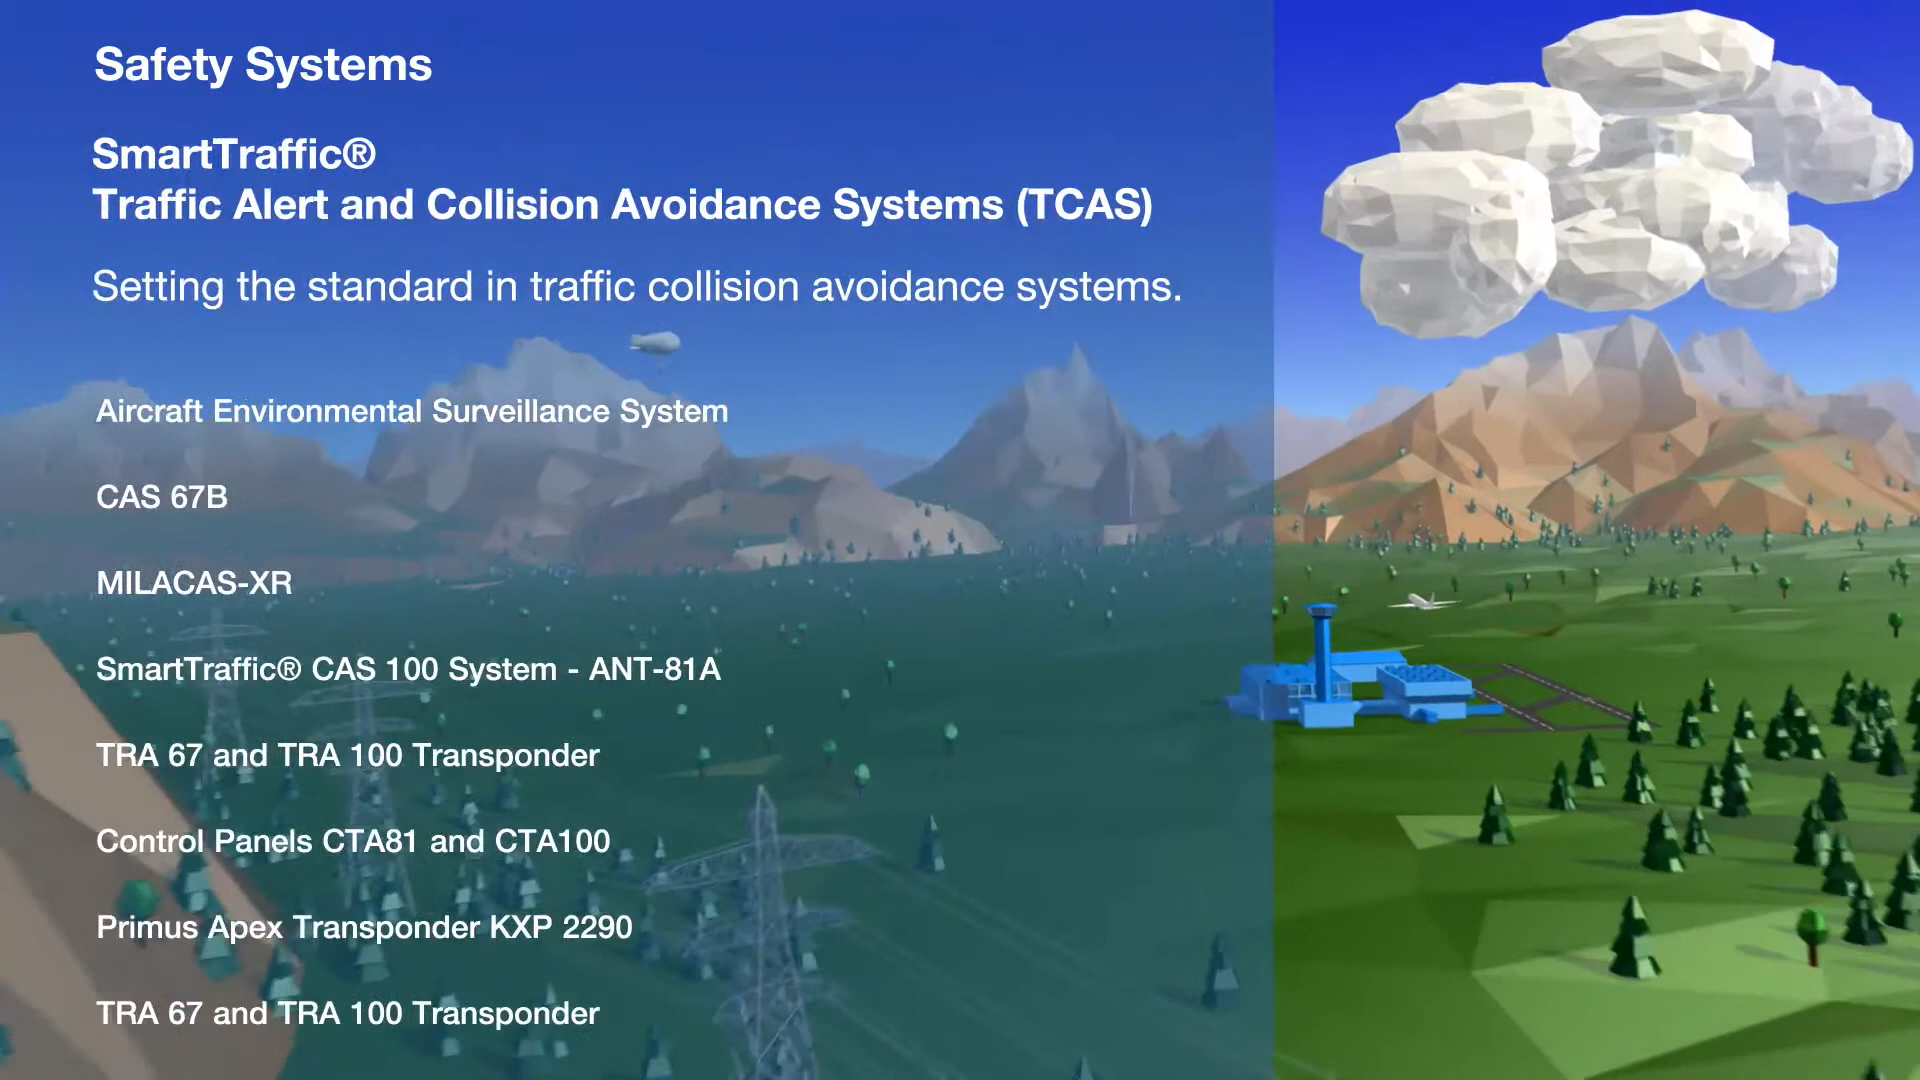 Safety Systems
SmartTraffic®
Traffic Alert and Collision Avoidance Systems (TCAS)
Setting the standard in traffic collision avoidance systems.
Aircraft Environmental Surveillance System
CAS 67B
MILACAS-XR
SmartTraffic® CAS 100 System - ANT-81A
TRA 67 and TRA 100 Transponder
Control Panels CTA81 and CTA100
Primus Apex Transponder KXP 2290
TRA 67 and TRA 100 Transponder